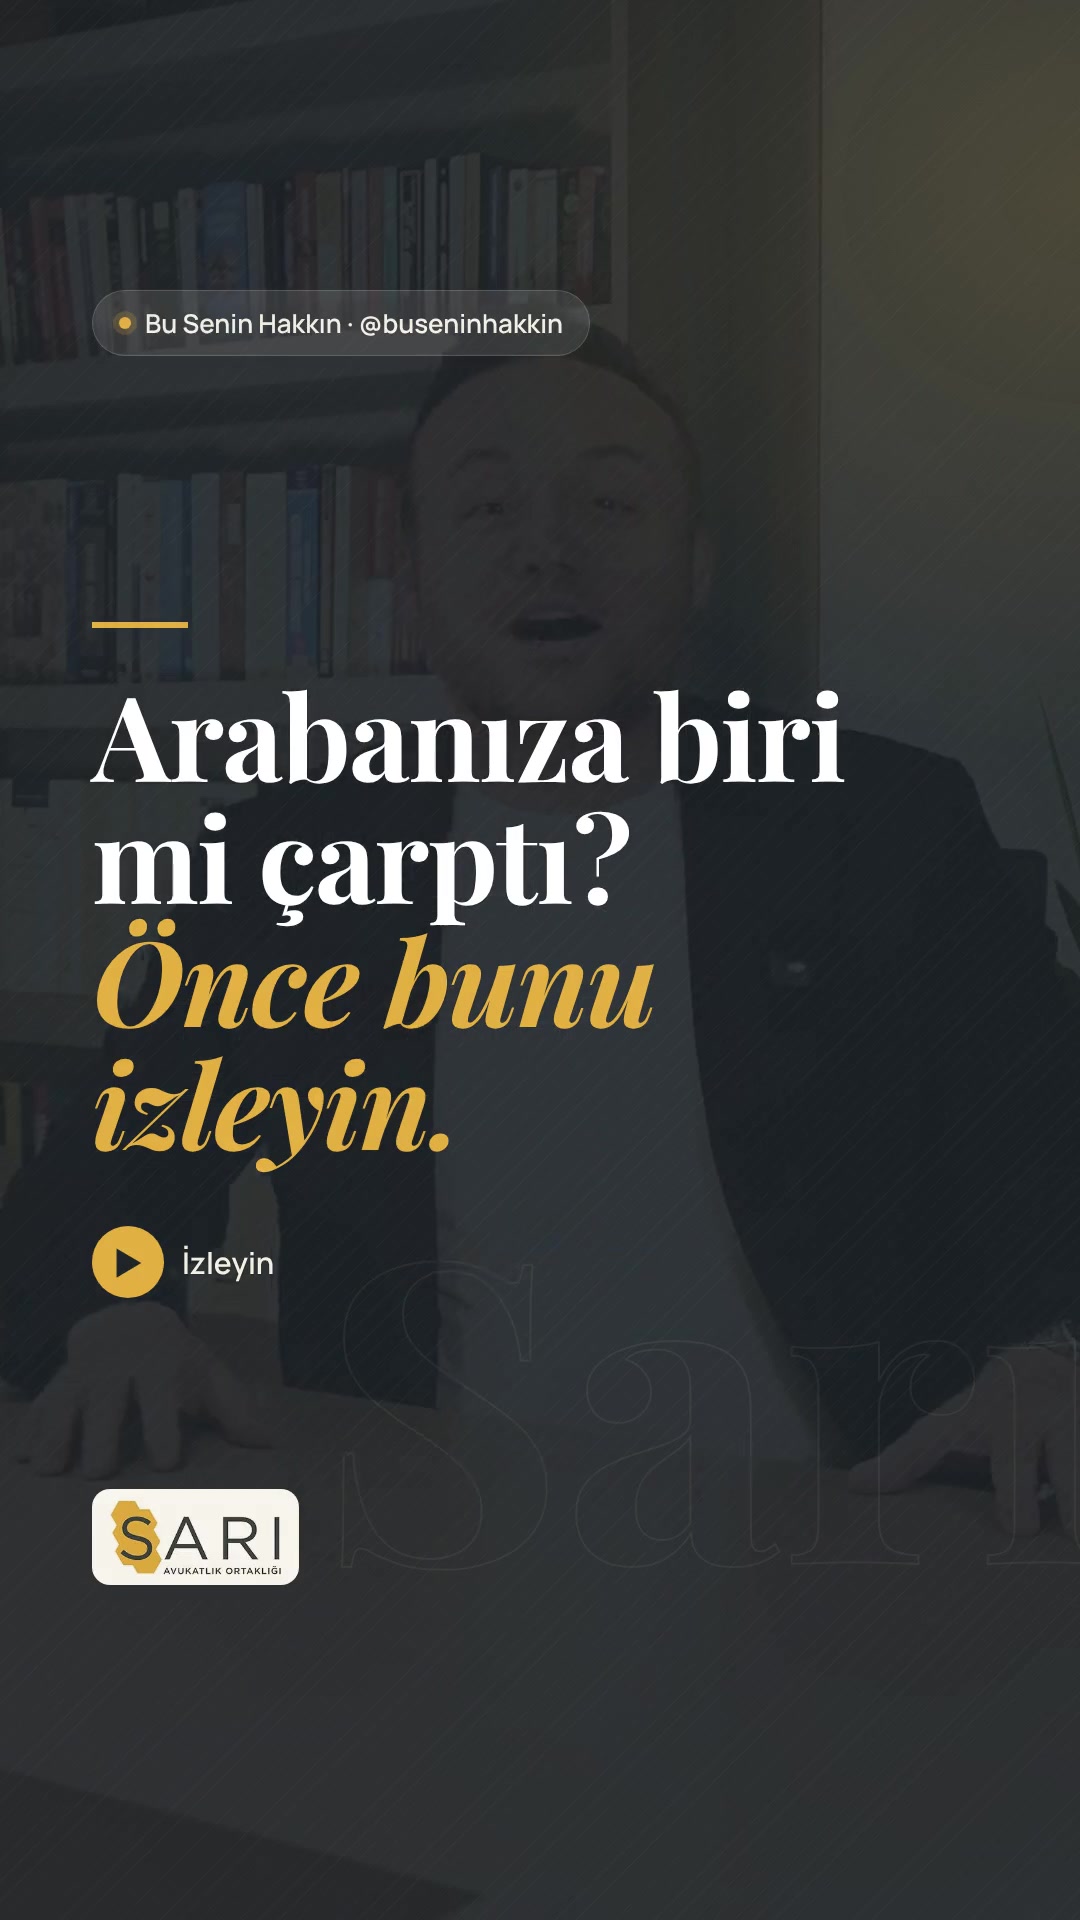 Bu Senin Hakkın · @buseninhakkin
Arabanıza biri
mi çarptı?
Önce bunu
izleyin.
İzleyin
Sarı
SARI
AVUKATLIK ORTAKLIĞI